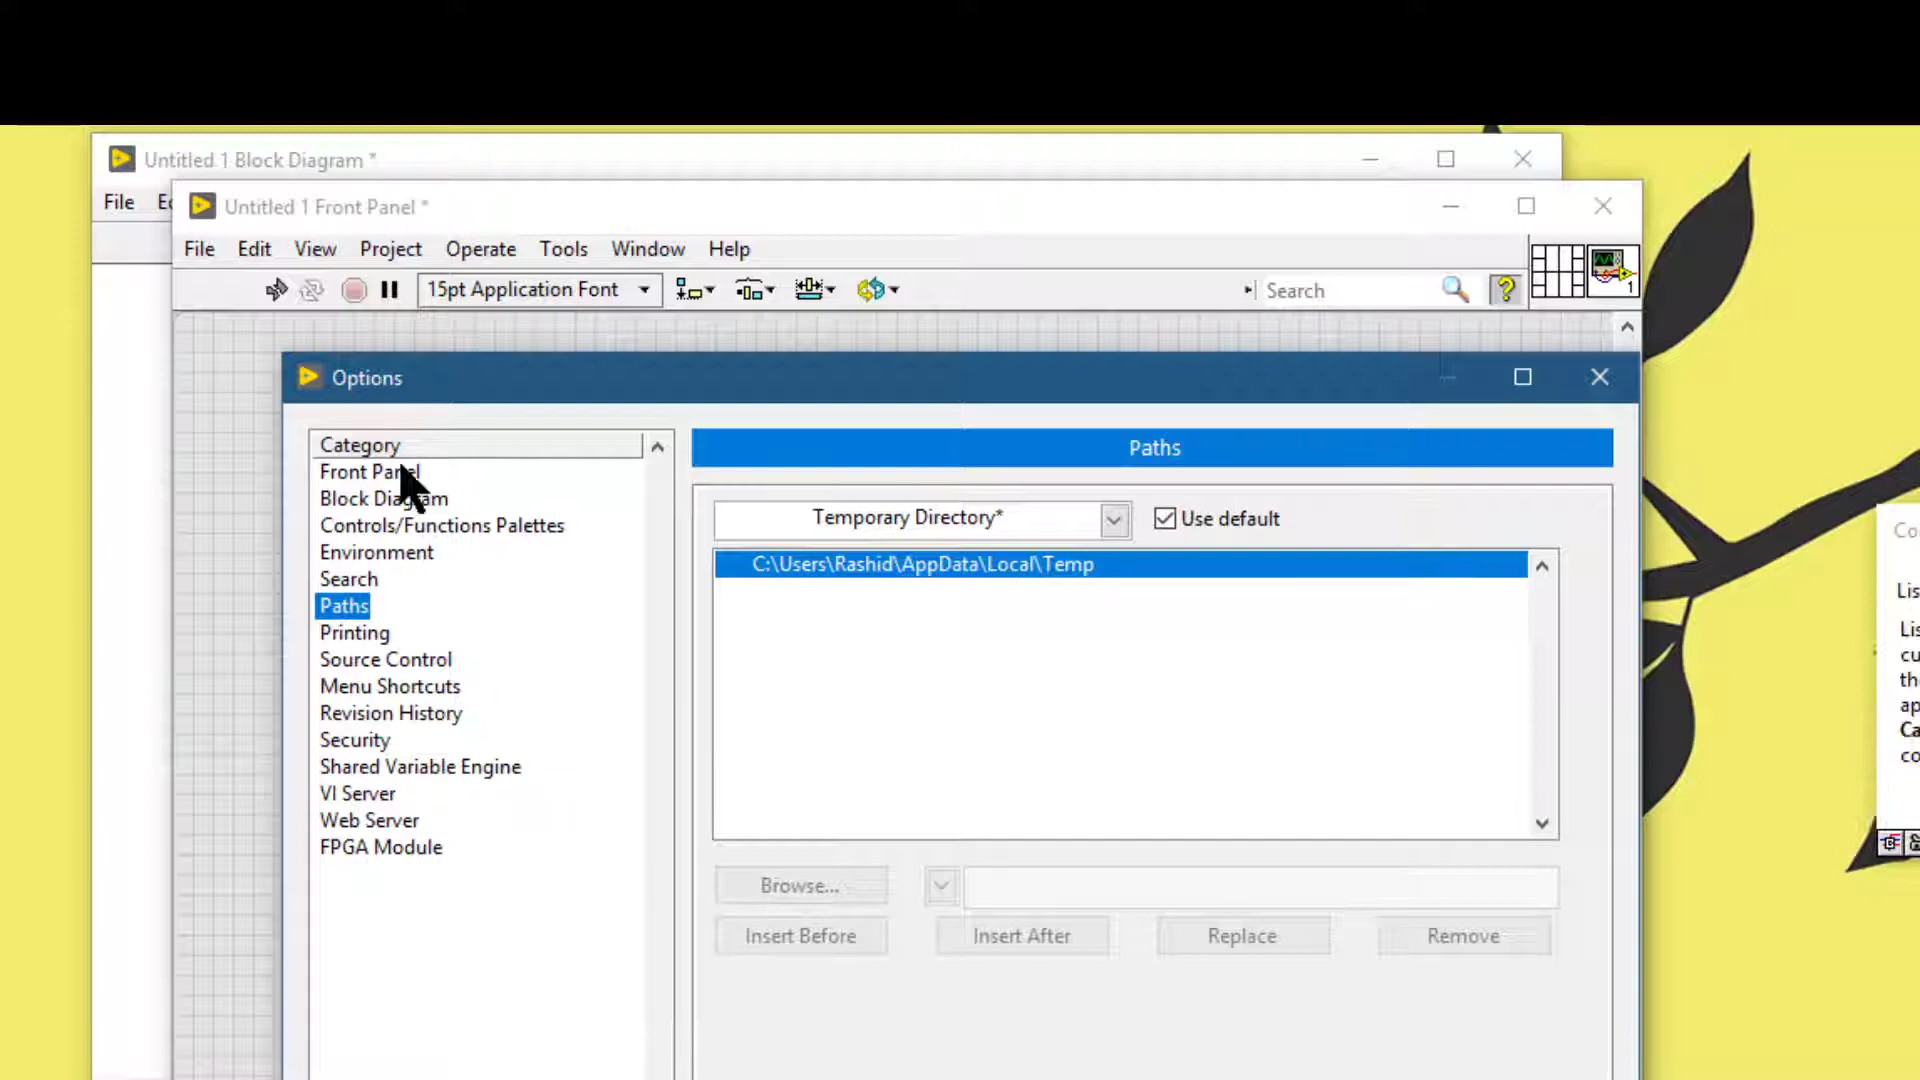 Untitled 1 Block Diagram *
File
Untitled 1 Front Panel *
File Edit View Project Operate Tools Window Help
15pt Application Font
Search
?
1
Options
Category
Front Panel
Block Diagram
Controls/Functions Palettes
Environment
Search
Paths
Printing
Source Control
Menu Shortcuts
Revision History
Security
Shared Variable Engine
VI Server
Web Server
FPGA Module
Paths
Temporary Directory*
Use default
C:\Users\Rashid\AppData\Local\Temp
Browse...
Insert Before
Insert After
Replace
Remove